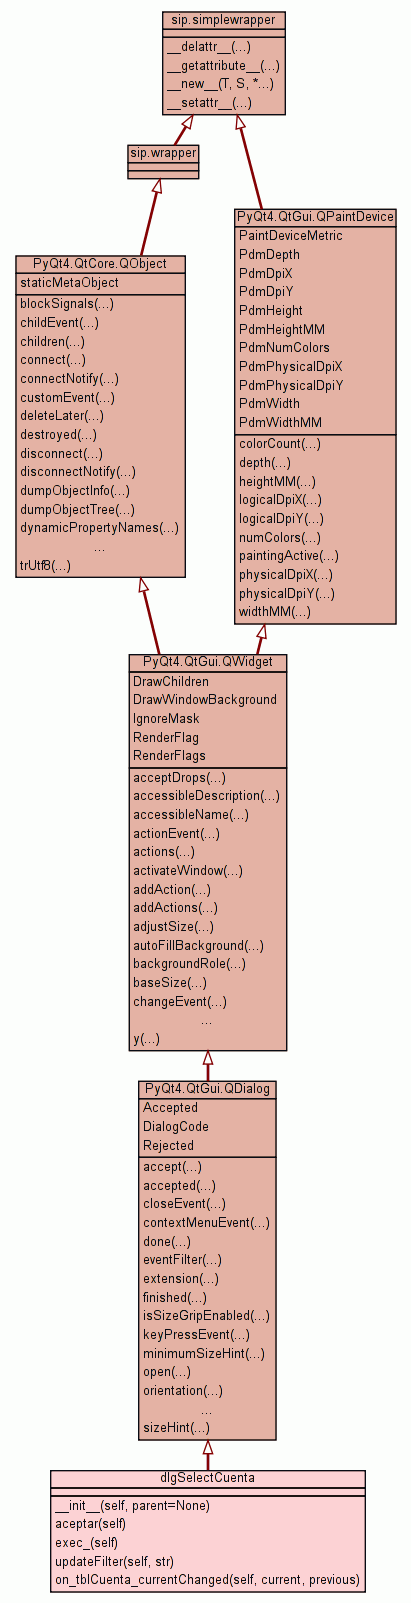 sip.simplewrapper
__delattr__(...)
__getattribute__(...)
__new__(T, S, *...)
__setattr__(...)
sip.wrapper
PyQt4.QtGui.QPaintDevice
PaintDeviceMetric
PdmDepth
PdmDpiX
PdmDpiY
PdmHeight
PdmHeightMM
PdmNumColors
PdmPhysicalDpiX
PdmPhysicalDpiY
PdmWidth
PdmWidthMM
colorCount(...)
depth(...)
heightMM(...)
logicalDpiX(...)
logicalDpiY(...)
numColors(...)
paintingActive(...)
physicalDpiX(...)
physicalDpiY(...)
widthMM(...)
PyQt4.QtCore.QObject
staticMetaObject
blockSignals(...)
childEvent(...)
children(...)
connect(...)
connectNotify(...)
customEvent(...)
deleteLater(...)
destroyed(...)
disconnect(...)
disconnectNotify(...)
dumpObjectInfo(...)
dumpObjectTree(...)
dynamicPropertyNames(...)
...
trUtf8(...)
PyQt4.QtGui.QWidget
DrawChildren
DrawWindowBackground
IgnoreMask
RenderFlag
RenderFlags
acceptDrops(...)
accessibleDescription(...)
accessibleName(...)
actionEvent(...)
actions(...)
activateWindow(...)
addAction(...)
addActions(...)
adjustSize(...)
autoFillBackground(...)
backgroundRole(...)
baseSize(...)
changeEvent(...)
...
y(...)
PyQt4.QtGui.QDialog
Accepted
DialogCode
Rejected
accept(...)
accepted(...)
closeEvent(...)
contextMenuEvent(...)
done(...)
eventFilter(...)
extension(...)
finished(...)
isSizeGripEnabled(...)
keyPressEvent(...)
minimumSizeHint(...)
open(...)
orientation(...)
...
sizeHint(...)
dlgSelectCuenta
__init__(self, parent=None)
aceptar(self)
exec_(self)
updateFilter(self, str)
on_tblCuenta_currentChanged(self, current, previous)